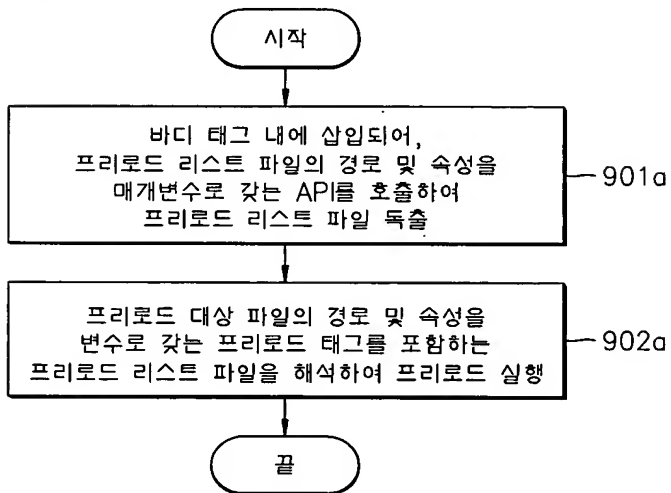 시작
바디 태그 내에 삽입되어,
프리로드 리스트 파일의 경로 및 속성을
매개변수로 갖는 API를 호출하여
프리로드 리스트 파일 독출
901a
프리로드 대상 파일의 경로 및 속성을
변수로 갖는 프리로드 태그를 포함하는
프리로드 리스트 파일을 해석하여 프리로드 실행
902a
끝